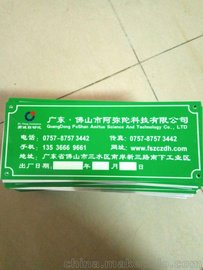 广东·佛山市阿弥陀科技有限公司
GuangDong FoShan Amituo Science And Technology Co., LTD
电话: 0757-8757 3442 传真: 0757-8757 3442
手机: 135 3666 9661 网址: www.fszczdh.com
地址: 广东省佛山市三水区南岸新三路南下工业区
出厂日期 年 月 日